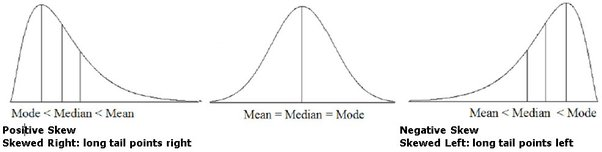 Mode < Median < Mean
Positive Skew
Skewed Right: long tail points right
Mean = Median = Mode
Mean < Median < Mode
Negative Skew
Skewed Left: long tail points left